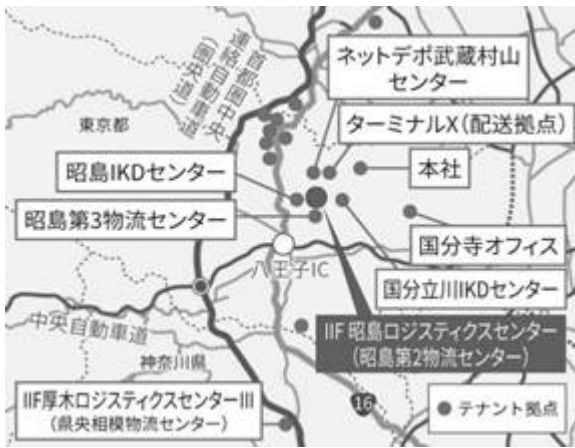 首都圏中央
連絡自動車道
(圏央道)
ネットデポ武蔵村山
センター
東京都
ターミナルX(配送拠点)
昭島IKDセンター
本社
昭島第3物流センター
国分寺オフィス
八王子IC
国分立川IKDセンター
中央自動車道
IIF 昭島ロジスティクスセンター
(昭島第2物流センター)
神奈川県
IIF厚木ロジスティクスセンターIII
(県央相模物流センター)
16
テナント拠点